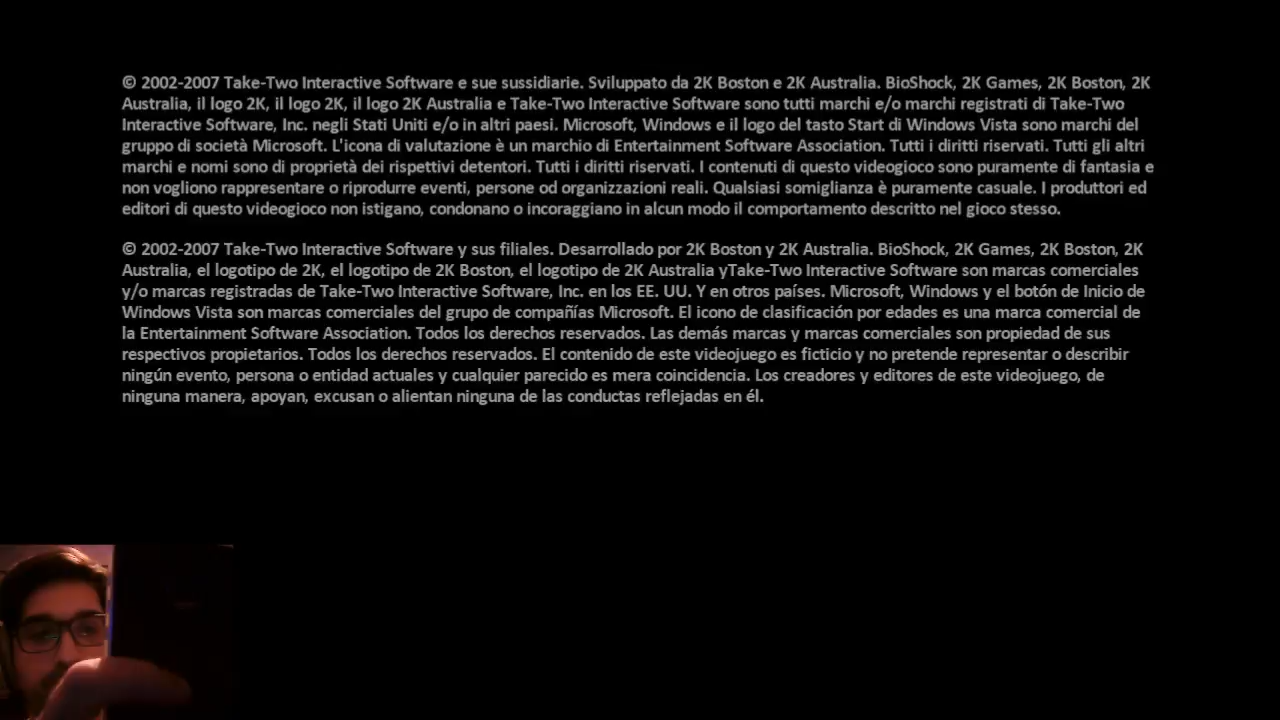 © 2002-2007 Take-Two Interactive Software e sue sussidiarie. Sviluppato da 2K Boston e 2K Australia. BioShock, 2K Games, 2K Boston, 2K
Australia, il logo 2K, il logo 2K, il logo 2K Australia e Take-Two Interactive Software sono tutti marchi e/o marchi registrati di Take-Two
Interactive Software, Inc. negli Stati Uniti e/o in altri paesi. Microsoft, Windows e il logo del tasto Start di Windows Vista sono marchi del
gruppo di società Microsoft. L'icona di valutazione è un marchio di Entertainment Software Association. Tutti i diritti riservati. Tutti gli altri
marchi e nomi sono di proprietà dei rispettivi detentori. Tutti i diritti riservati. I contenuti di questo videogioco sono puramente di fantasia e
non vogliono rappresentare o riprodurre eventi, persone od organizzazioni reali. Qualsiasi somiglianza è puramente casuale. I produttori ed
editori di questo videogioco non istigano, condonano o incoraggiano in alcun modo il comportamento descritto nel gioco stesso.
© 2002-2007 Take-Two Interactive Software y sus filiales. Desarrollado por 2K Boston y 2K Australia. BioShock, 2K Games, 2K Boston, 2K
Australia, el logotipo de 2K, el logotipo de 2K Boston, el logotipo de 2K Australia yTake-Two Interactive Software son marcas comerciales
y/o marcas registradas de Take-Two Interactive Software, Inc. en los EE. UU. Y en otros países. Microsoft, Windows y el botón de Inicio de
Windows Vista son marcas comerciales del grupo de compañías Microsoft. El icono de clasificación por edades es una marca comercial de
la Entertainment Software Association. Todos los derechos reservados. Las demás marcas y marcas comerciales son propiedad de sus
respectivos propietarios. Todos los derechos reservados. El contenido de este videojuego es ficticio y no pretende representar o describir
ningún evento, persona o entidad actuales y cualquier parecido es mera coincidencia. Los creadores y editores de este videojuego, de
ninguna manera, apoyan, excusan o alientan ninguna de las conductas reflejadas en él.